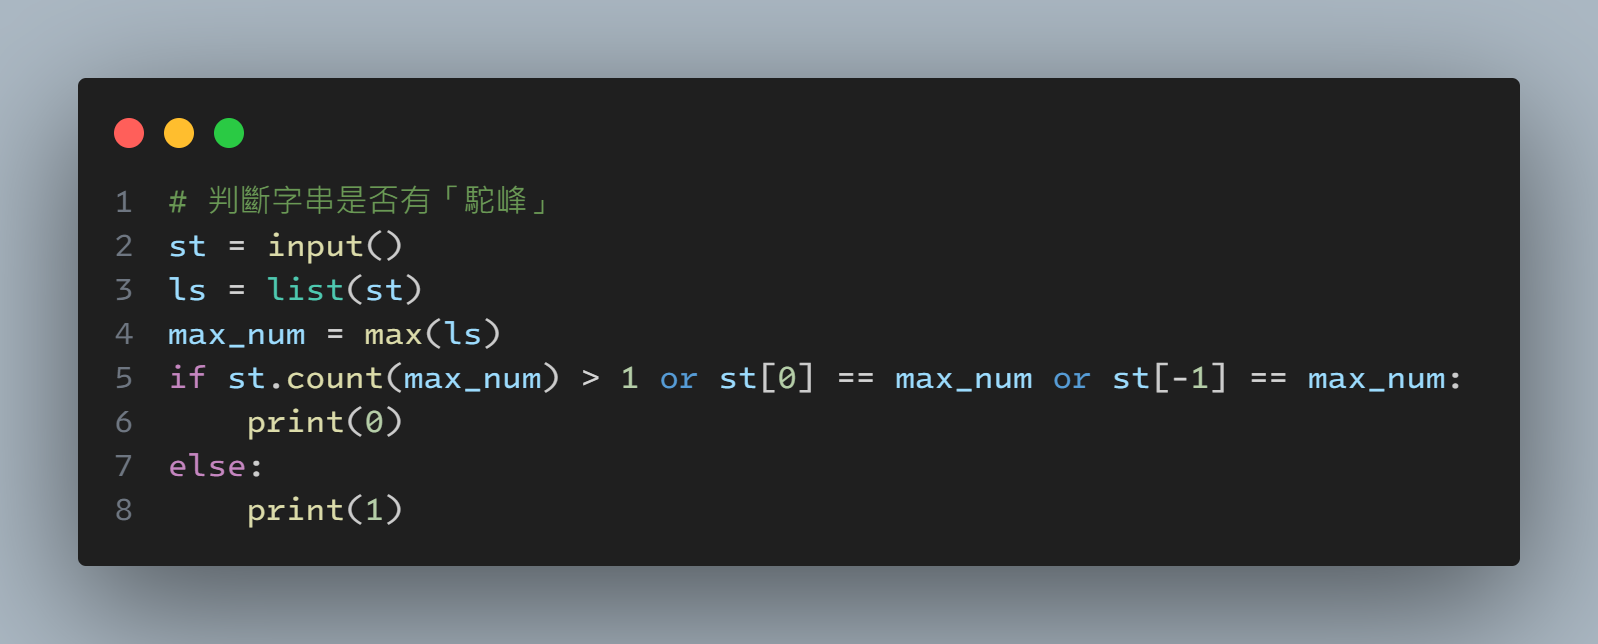 1 # 判斷字串是否有「駝峰」
2 st = input()
3 ls = list(st)
4 max_num = max(ls)
5 if st.count(max_num) > 1 or st[0] == max_num or st[-1] == max_num:
6     print(0)
7 else:
8     print(1)